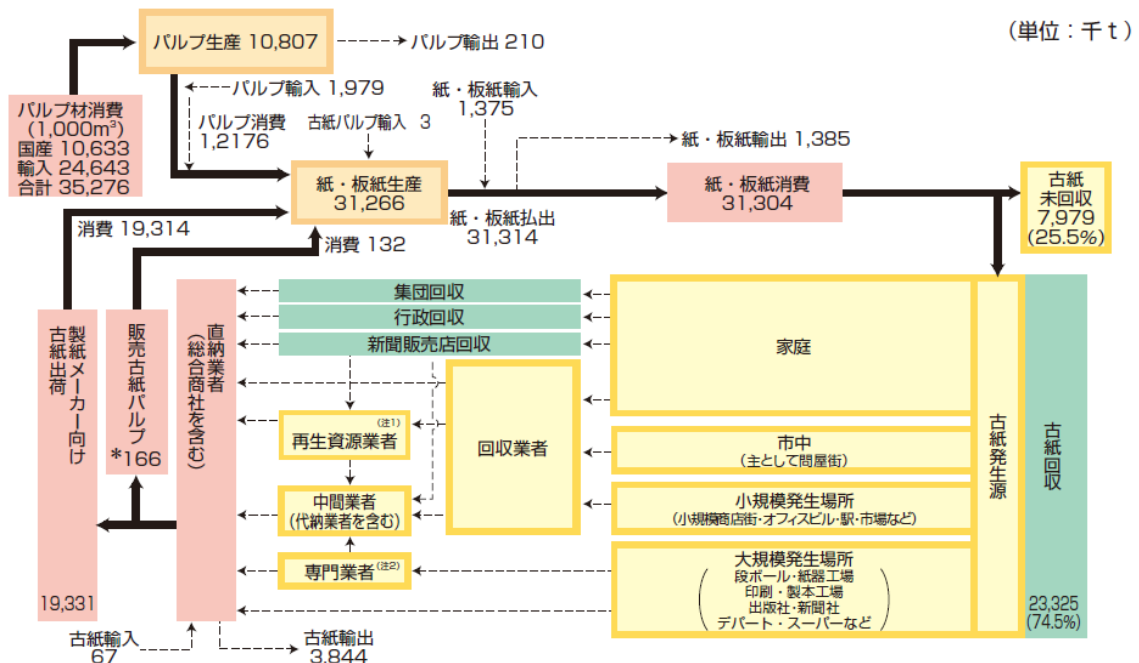 (単位：千ｔ)
パルプ生産 10,807
パルプ輸出 210
パルプ輸入 1,979
パルプ材消費
(1,000m³)
国産 10,633
輸入 24,643
合計 35,276
パルプ消費
1,2176
古紙パルプ輸入 3
紙・板紙輸入
1,375
紙・板紙輸出 1,385
紙・板紙生産
31,266
紙・板紙払出
31,314
紙・板紙消費
31,304
古紙
未回収
7,979
(25.5%)
消費 19,314
消費 132
製紙メーカー向け
古紙出荷
19,331
販売古紙パルプ
*166
直納業者
(総合商社を含む)
集団回収
行政回収
新聞販売店回収
再生資源業者(注1)
中間業者
(代納業者を含む)
専門業者(注2)
回収業者
家庭
市中
(主として問屋街)
小規模発生場所
(小規模商店街・オフィスビル・駅・市場など)
大規模発生場所
段ボール・紙器工場
印刷・製本工場
出版社・新聞社
デパート・スーパーなど
古紙発生源
古紙回収
23,325
(74.5%)
古紙輸入
67
古紙輸出
3,844